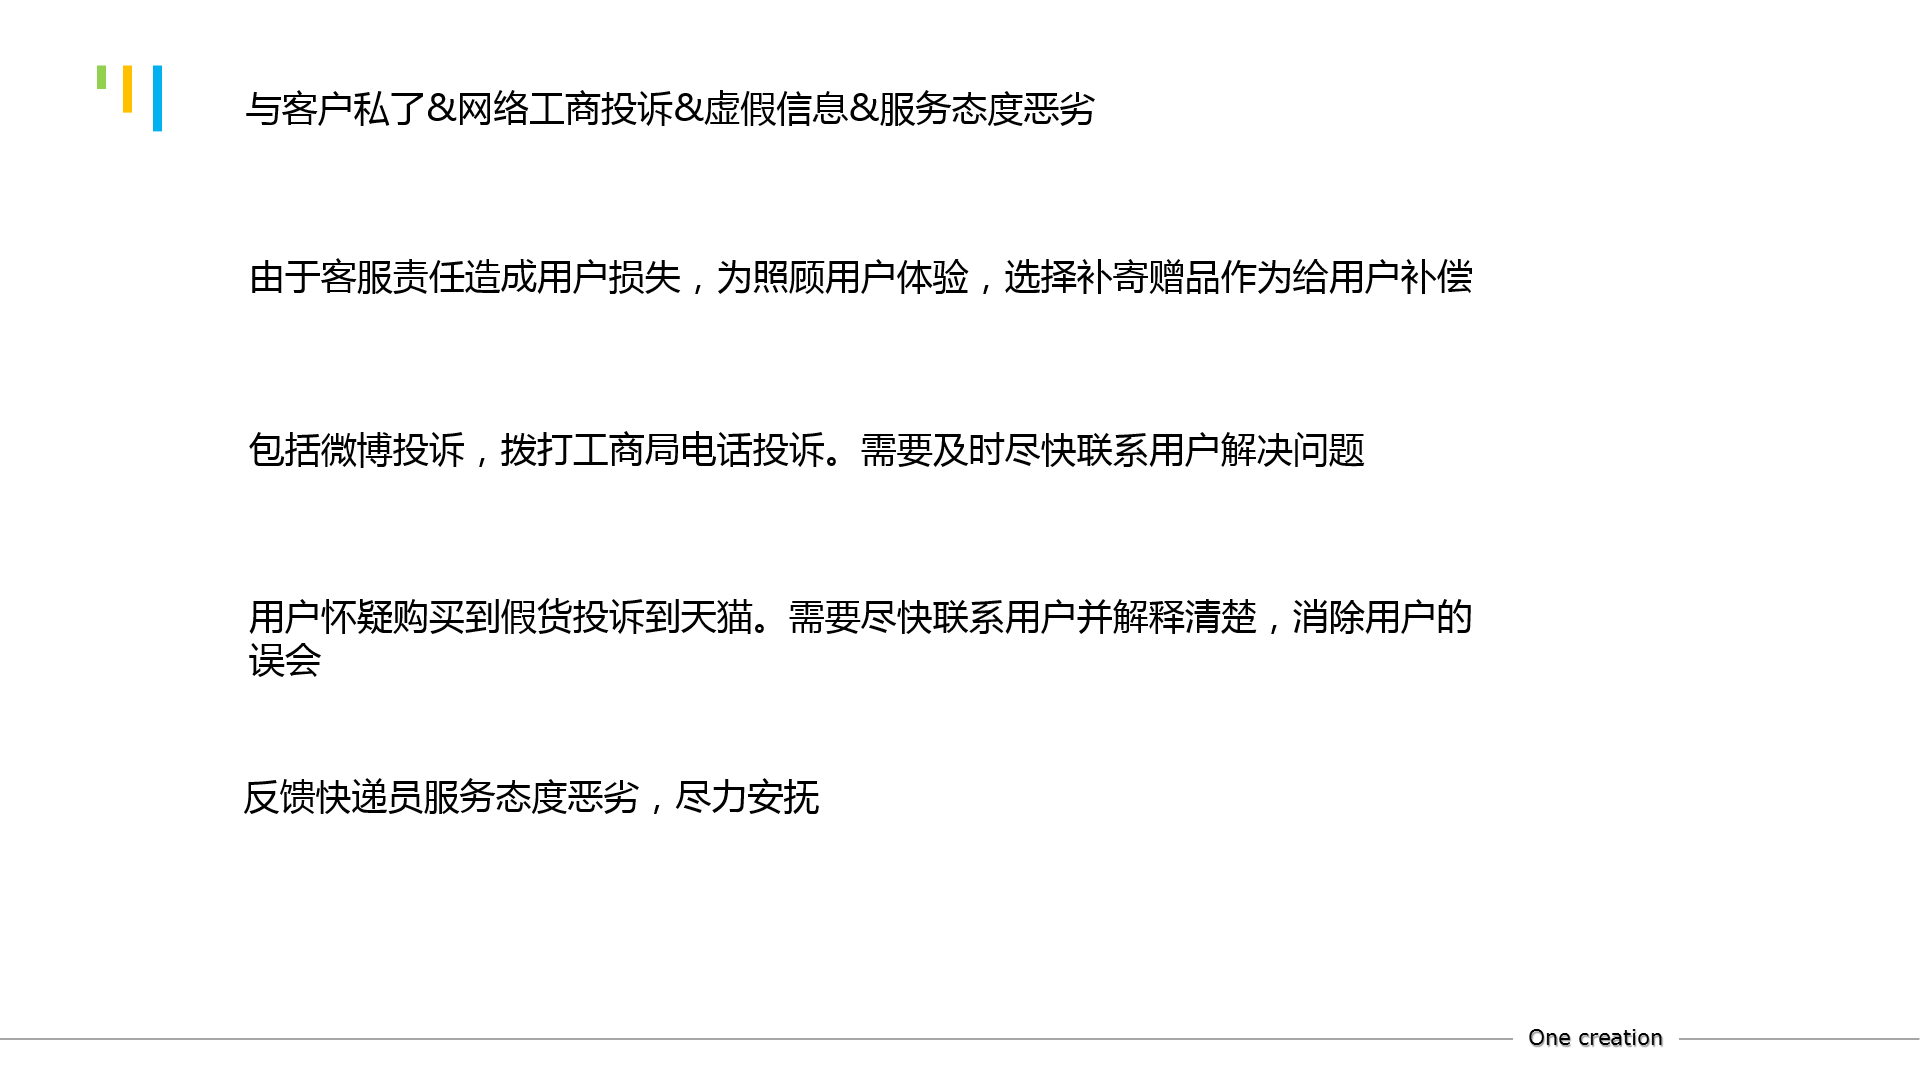 与客户私了&网络工商投诉&虚假信息&服务态度恶劣
由于客服责任造成用户损失，为照顾用户体验，选择补寄赠品作为给用户补偿
包括微博投诉，拨打工商局电话投诉。需要及时尽快联系用户解决问题
用户怀疑购买到假货投诉到天猫。需要尽快联系用户并解释清楚，消除用户的
误会
反馈快递员服务态度恶劣，尽力安抚
One creation